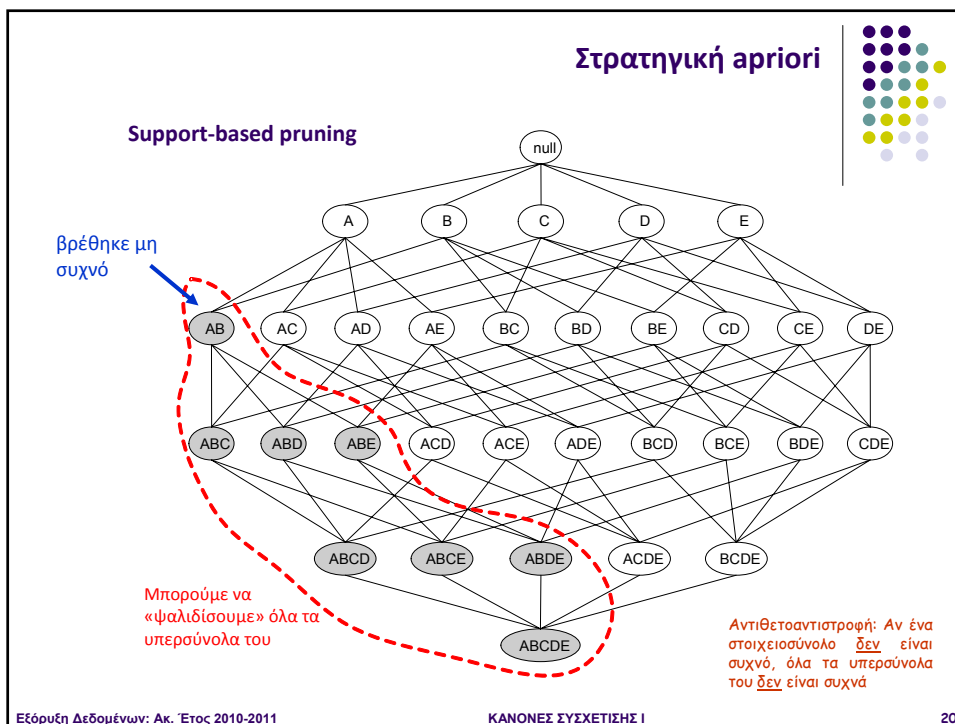 Στρατηγική apriori
Support-based pruning
null
A B C D E
βρέθηκε μη
συχνό
AB AC AD AE BC BD BE CD CE DE
ABC ABD ABE ACD ACE ADE BCD BCE BDE CDE
ABCD ABCE ABDE ACDE BCDE
Μπορούμε να
«ψαλιδίσουμε» όλα τα
υπερσύνολα του
ABCDE
Αντιθετοαντιστροφή: Αν ένα
στοιχειοσύνολο δεν είναι
συχνό, όλα τα υπερσύνολα
του δεν είναι συχνά
Εξόρυξη Δεδομένων: Ακ. Έτος 2010-2011 ΚΑΝΟΝΕΣ ΣΥΣΧΕΤΙΣΗΣ Ι 20